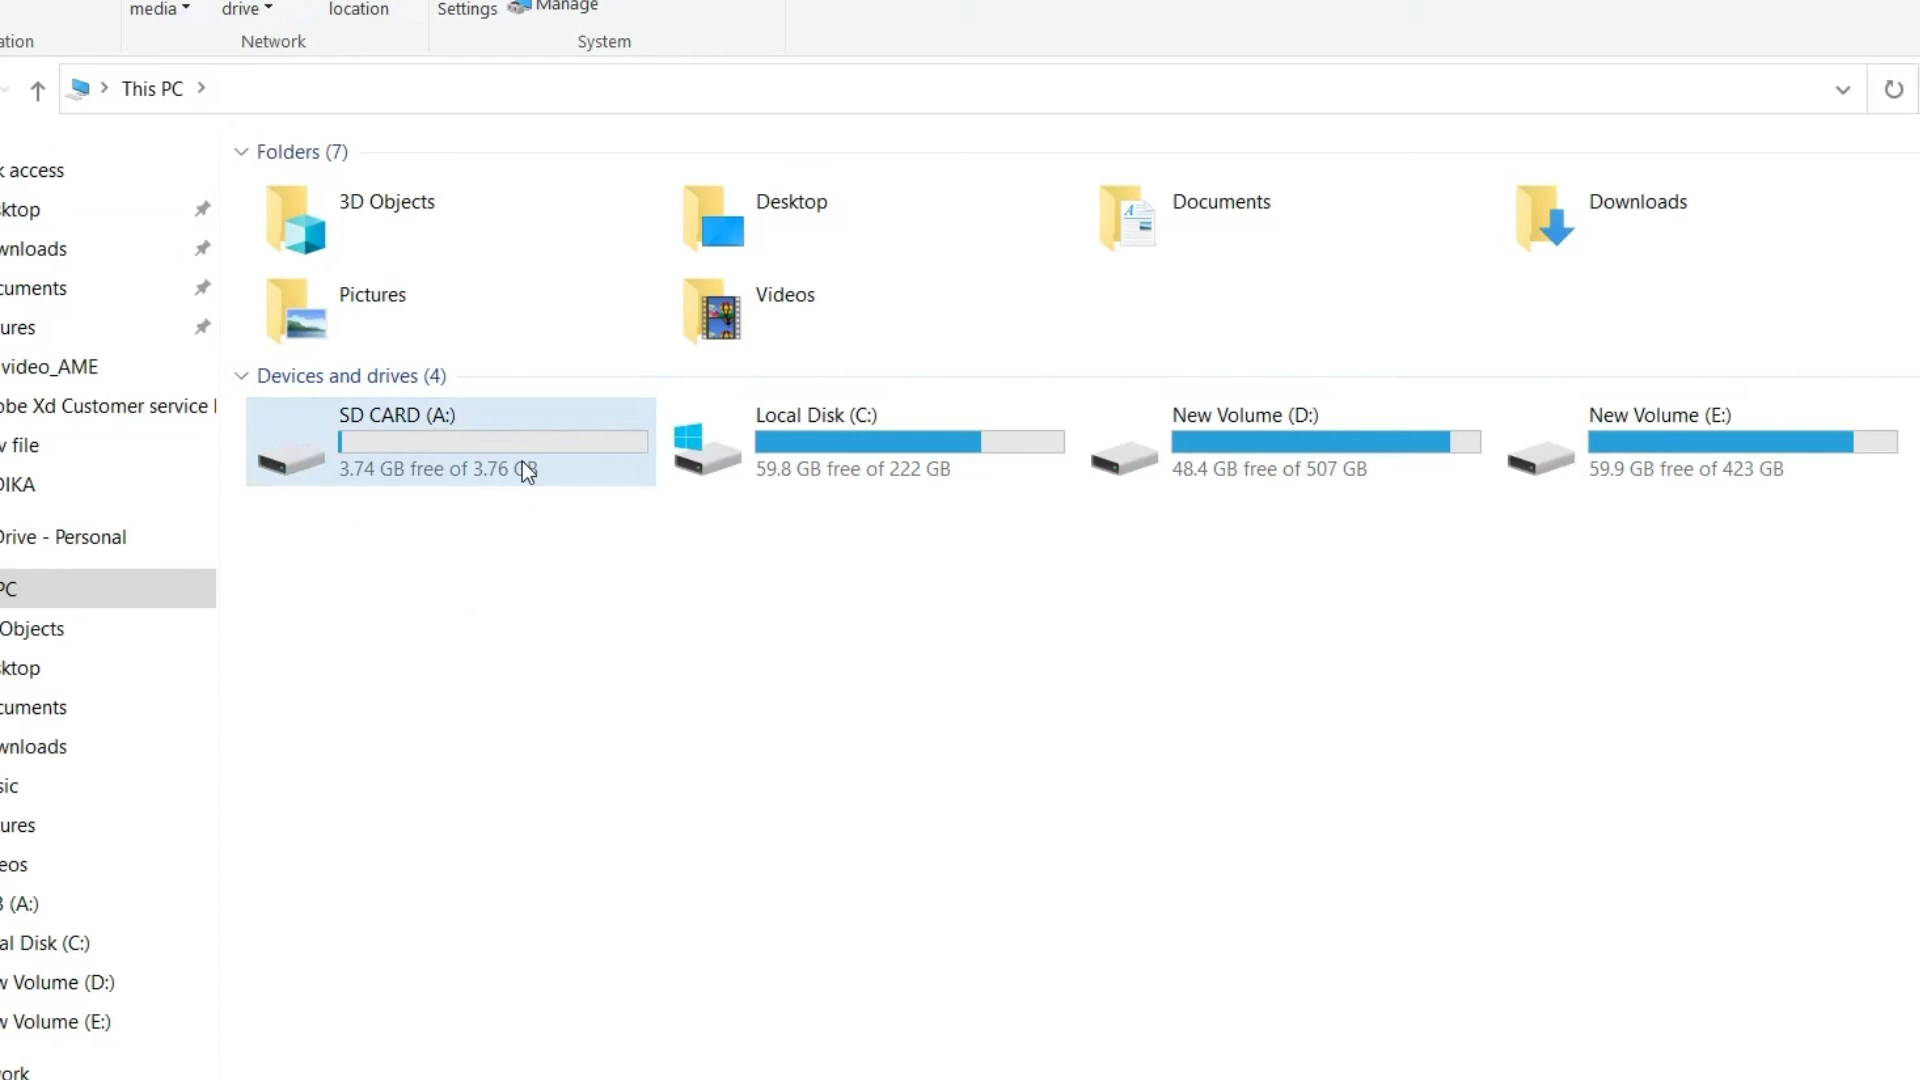 media
drive
location
Settings
Manage
ation
Network
System
This PC
k access
ktop
wnloads
cuments
ures
video_AME
obe Xd Customer service
v file
DIKA
Drive - Personal
PC
Objects
ktop
cuments
wnloads
sic
ures
eos
(A:)
al Disk (C:)
w Volume (D:)
w Volume (E:)
ork
Folders (7)
3D Objects
Desktop
Documents
Downloads
Pictures
Videos
Devices and drives (4)
SD CARD (A:)
3.74 GB free of 3.76 GB
Local Disk (C:)
59.8 GB free of 222 GB
New Volume (D:)
48.4 GB free of 507 GB
New Volume (E:)
59.9 GB free of 423 GB